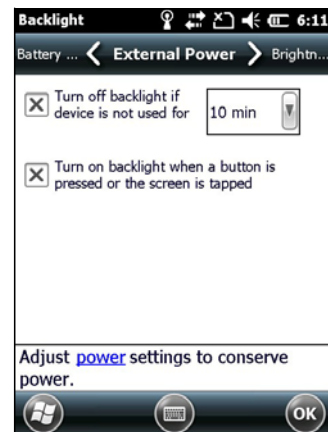 Backlight 6:11
Battery ... External Power Brightn...
Turn off backlight if
device is not used for 10 min
Turn on backlight when a button is
pressed or the screen is tapped
Adjust power settings to conserve
power.
OK